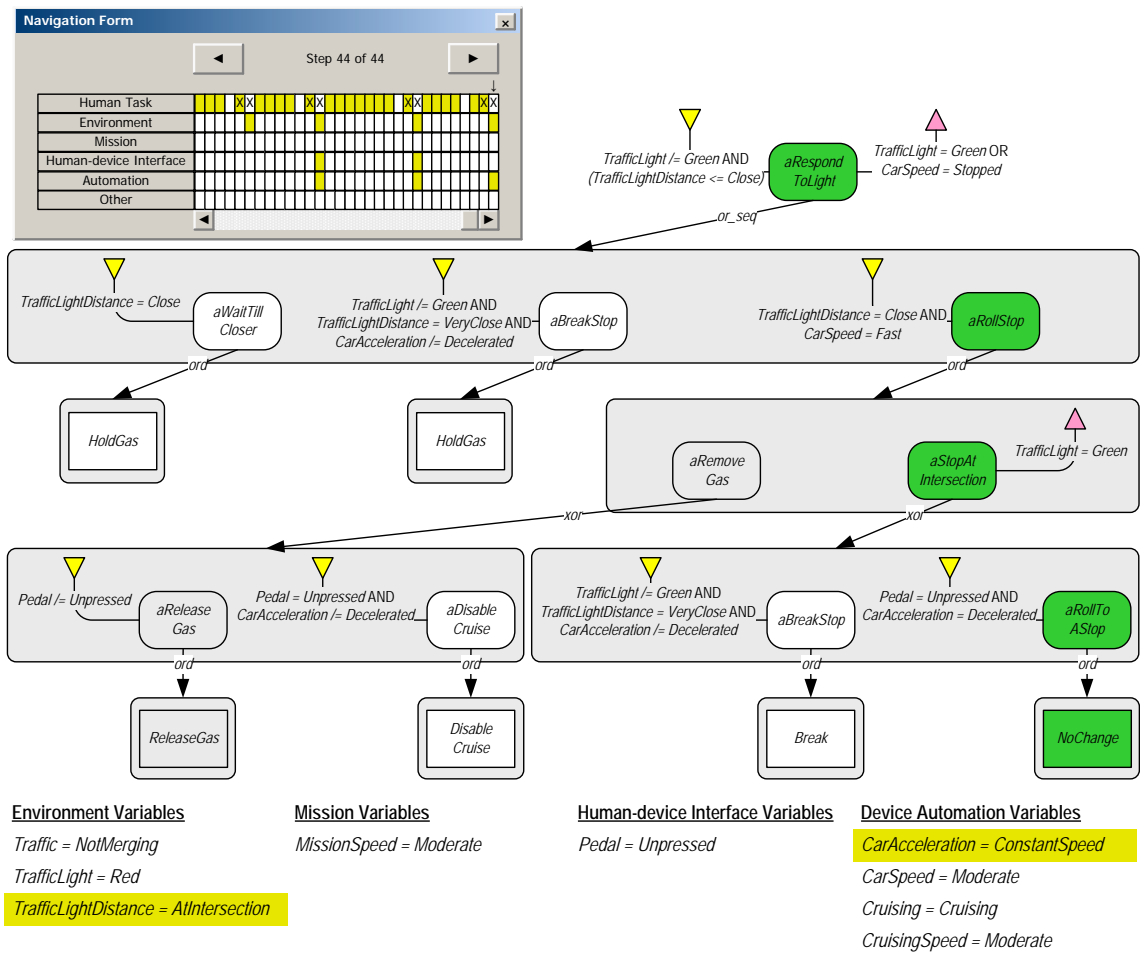 Navigation Form
x
Step 44 of 44
Human Task
X X X X X X X X
Environment
Mission
Human-device Interface
Automation
Other
TrafficLight /= Green AND
(TrafficLightDistance <= Close)
aRespond
ToLight
TrafficLight = Green OR
CarSpeed = Stopped
or_seq
TrafficLightDistance = Close
aWaitTill
Closer
TrafficLight /= Green AND
TrafficLightDistance = VeryClose AND
CarAcceleration /= Decelerated
aBreakStop
TrafficLightDistance = Close AND
CarSpeed = Fast
aRollStop
ord
ord
ord
HoldGas
HoldGas
aRemove
Gas
aStopAt
Intersection
TrafficLight = Green
xor
xor
Pedal /= Unpressed
aRelease
Gas
Pedal = Unpressed AND
CarAcceleration /= Decelerated
aDisable
Cruise
TrafficLight /= Green AND
TrafficLightDistance = VeryClose AND
CarAcceleration /= Decelerated
aBreakStop
Pedal = Unpressed AND
CarAcceleration = Decelerated
aRollTo
AStop
ord
ord
ord
ord
ReleaseGas
Disable
Cruise
Break
NoChange
Environment Variables
Traffic = NotMerging
TrafficLight = Red
TrafficLightDistance = AtIntersection
Mission Variables
MissionSpeed = Moderate
Human-device Interface Variables
Pedal = Unpressed
Device Automation Variables
CarAcceleration = ConstantSpeed
CarSpeed = Moderate
Cruising = Cruising
CruisingSpeed = Moderate